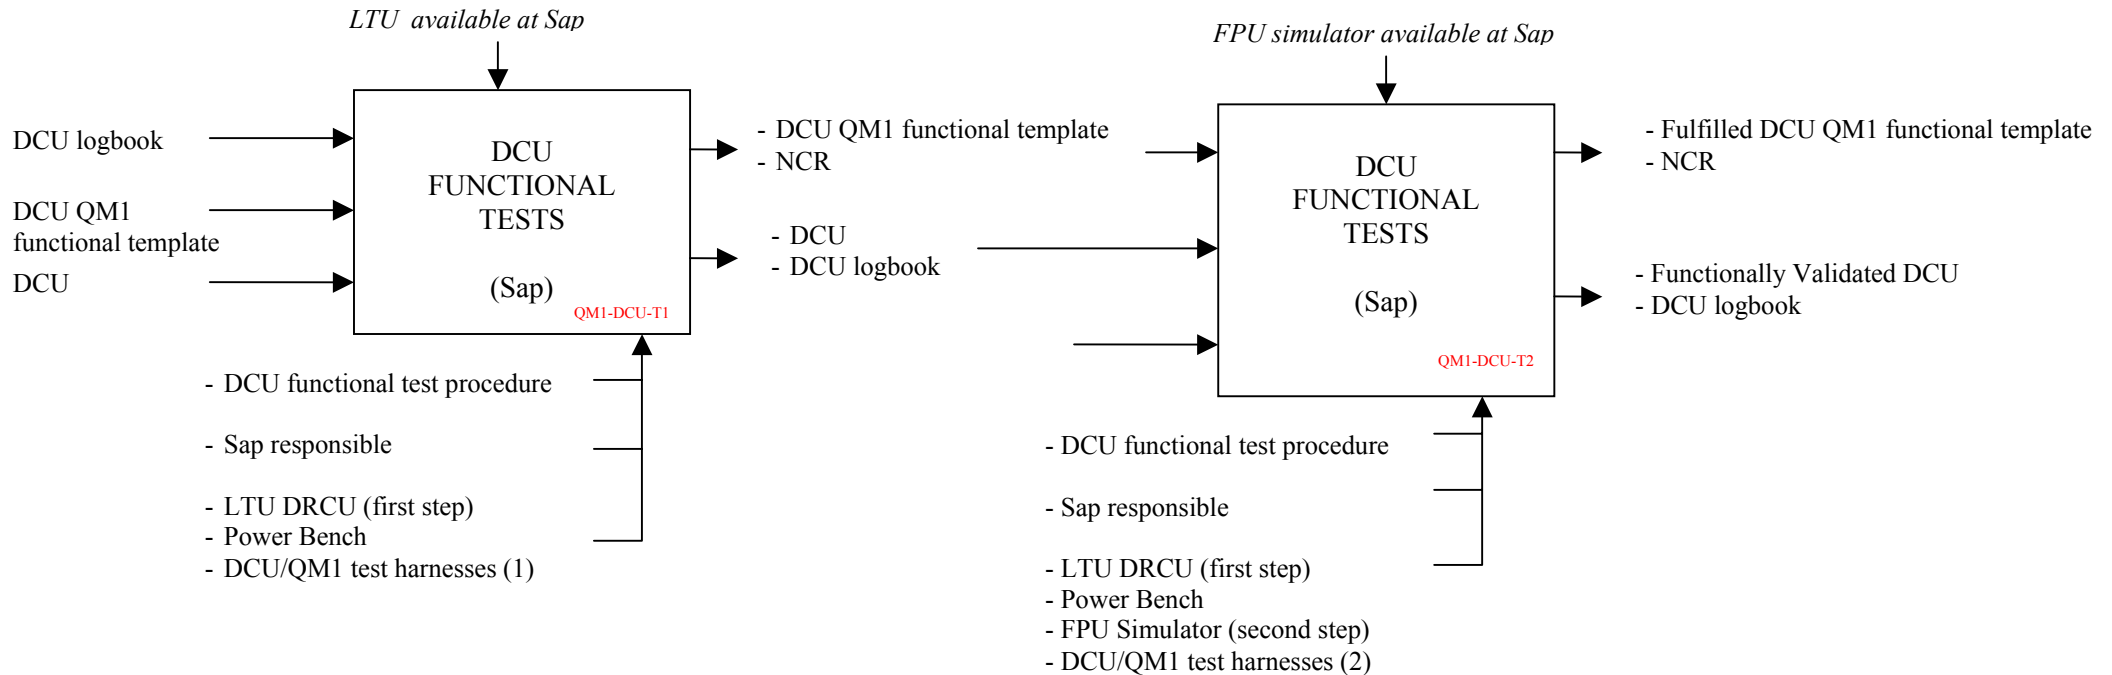 LTU  available at Sap
FPU simulator available at Sap
DCU logbook
DCU QM1
functional template
DCU
DCU
FUNCTIONAL
TESTS
(Sap)
QM1-DCU-T1
- DCU QM1 functional template
- NCR
- DCU
- DCU logbook
- DCU functional test procedure
- Sap responsible
- LTU DRCU (first step)
- Power Bench
- DCU/QM1 test harnesses (1)
DCU
FUNCTIONAL
TESTS
(Sap)
QM1-DCU-T2
- Fulfilled DCU QM1 functional template
- NCR
- Functionally Validated DCU
- DCU logbook
- DCU functional test procedure
- Sap responsible
- LTU DRCU (first step)
- Power Bench
- FPU Simulator (second step)
- DCU/QM1 test harnesses (2)